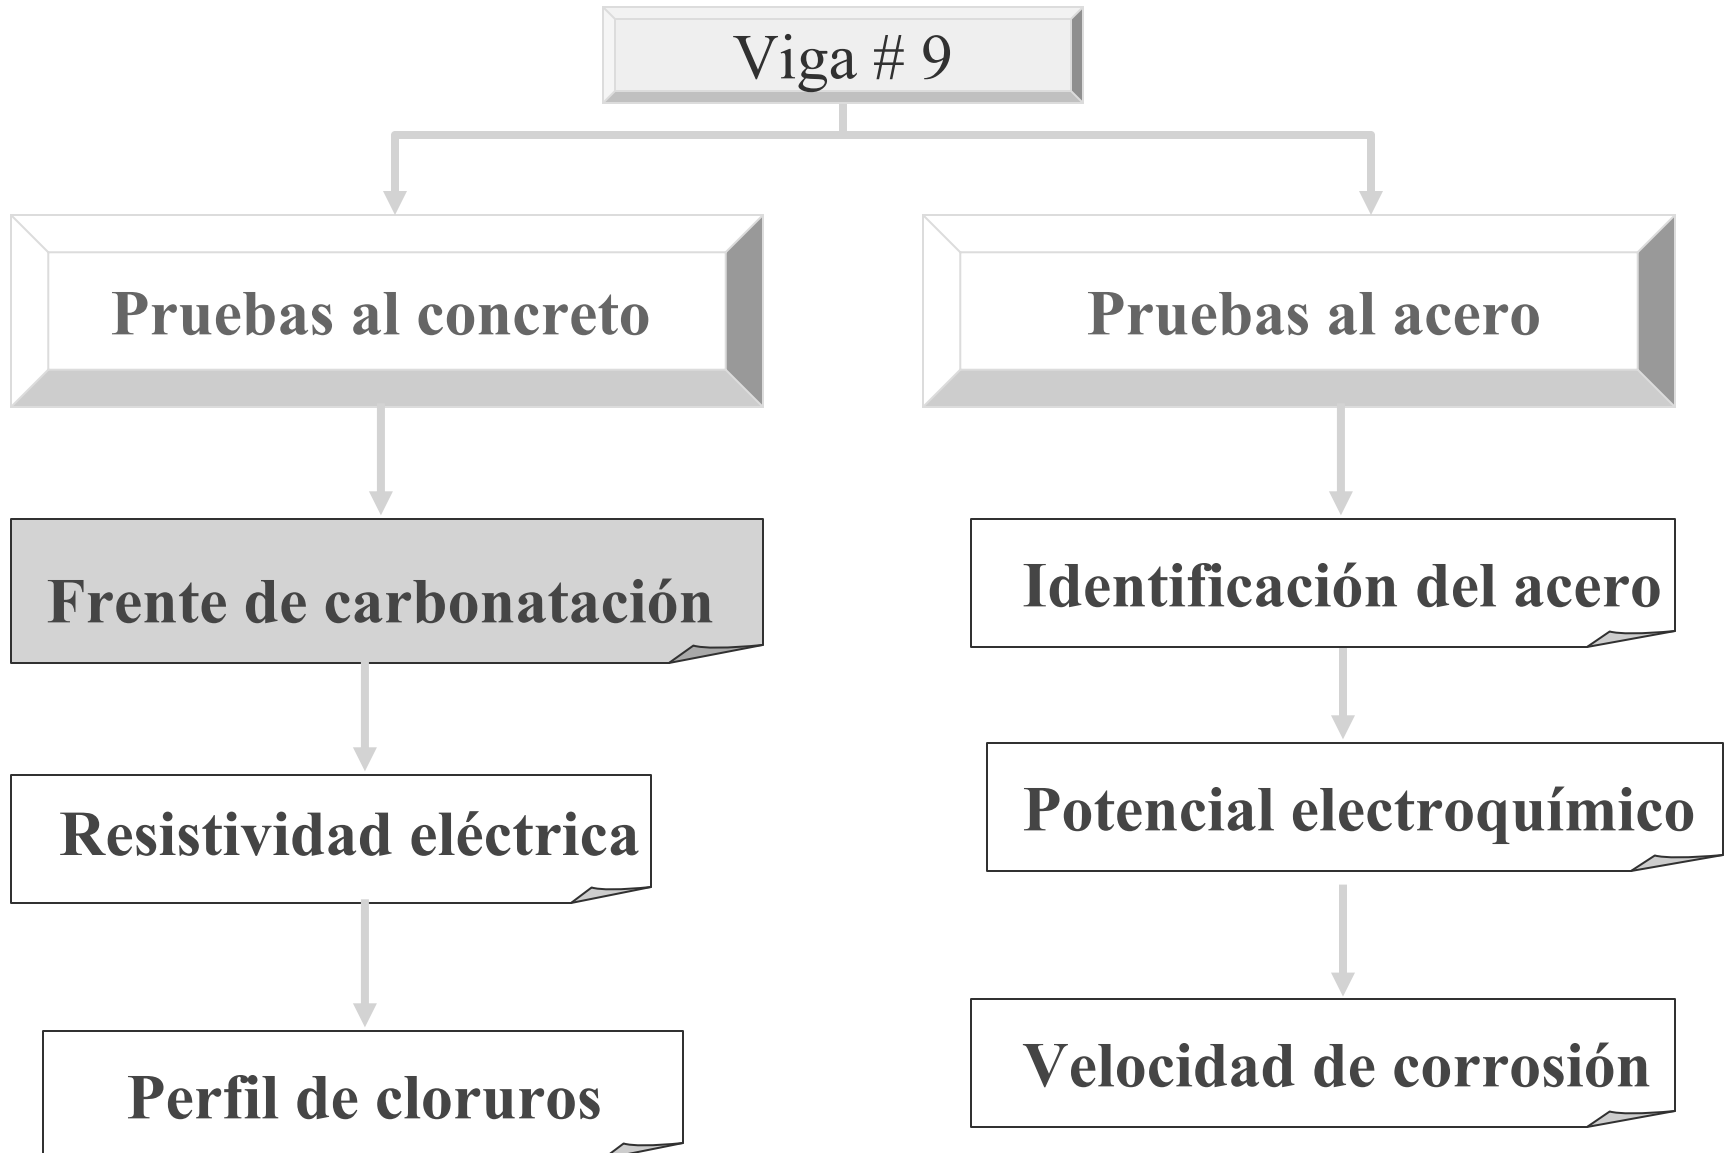 Viga # 9
Pruebas al concreto
Pruebas al acero
Frente de carbonatación
Identificación del acero
Resistividad eléctrica
Potencial electroquímico
Perfil de cloruros
Velocidad de corrosión